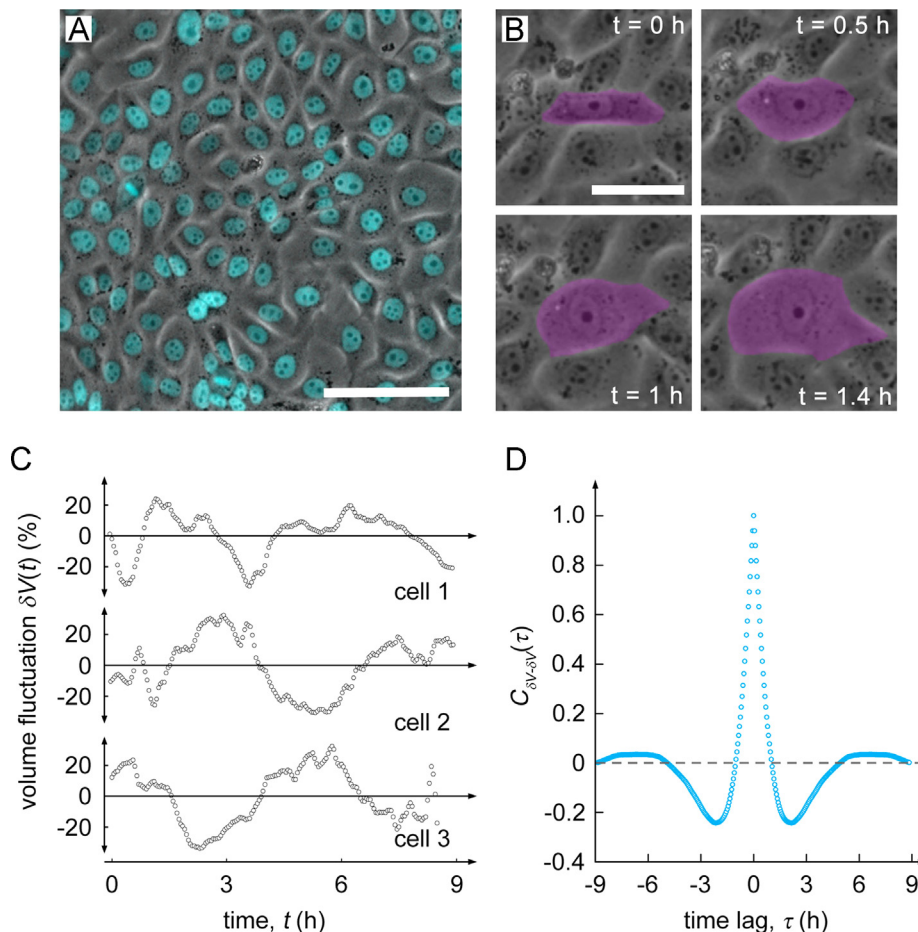 A
B
t = 0 h
t = 0.5 h
t = 1 h
t = 1.4 h
C
volume fluctuation δV(t) (%)
20
0
-20
cell 1
20
0
-20
cell 2
20
0
-20
cell 3
0 3 6 9
time, t (h)
D
C δV-δV(τ)
1.0
0.8
0.6
0.4
0.2
0
-0.2
-0.4
-9 -6 -3 0 3 6 9
time lag, τ (h)